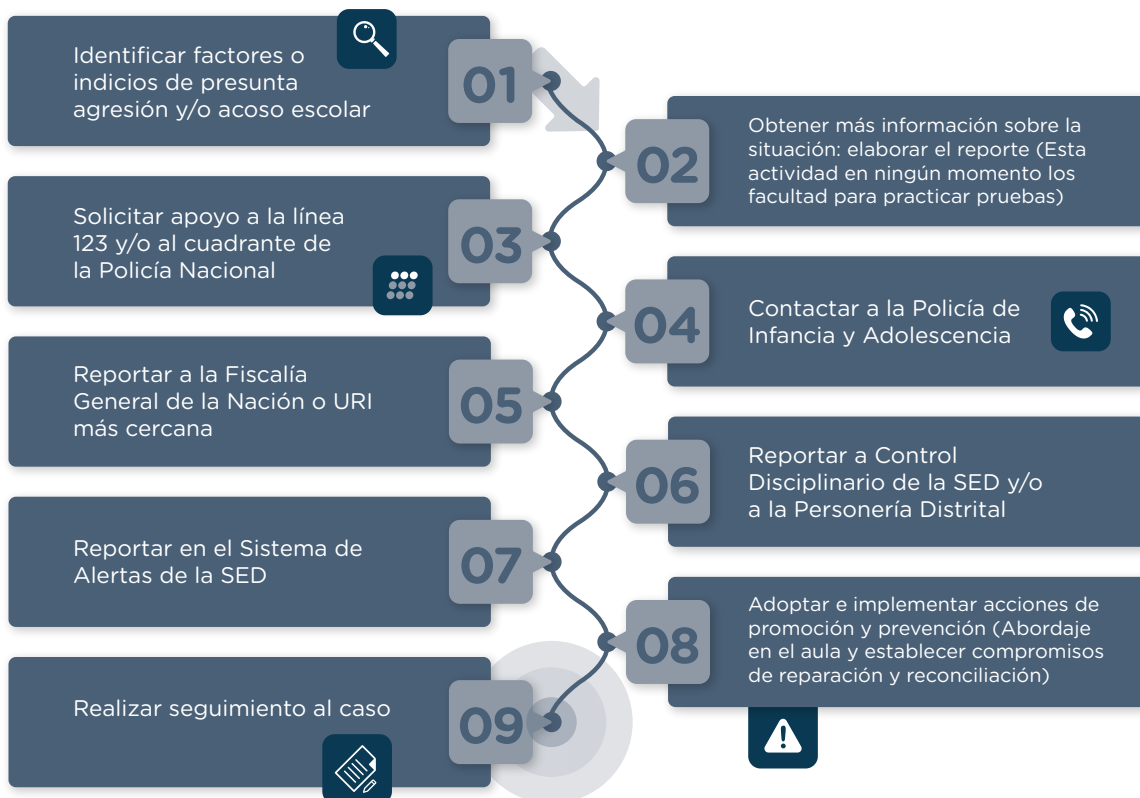 Identificar factores o
indicios de presunta
agresión y/o acoso escolar
01
Obtener más información sobre la
situación: elaborar el reporte (Esta
actividad en ningún momento los
facultad para practicar pruebas)
02
Solicitar apoyo a la línea
123 y/o al cuadrante de
la Policía Nacional
03
Contactar a la Policía de
Infancia y Adolescencia
04
Reportar a la Fiscalía
General de la Nación o URI
más cercana
05
Reportar a Control
Disciplinario de la SED y/o
a la Personería Distrital
06
Reportar en el Sistema de
Alertas de la SED
07
Adoptar e implementar acciones de
promoción y prevención (Abordaje
en el aula y establecer compromisos
de reparación y reconciliación)
08
Realizar seguimiento al caso
09